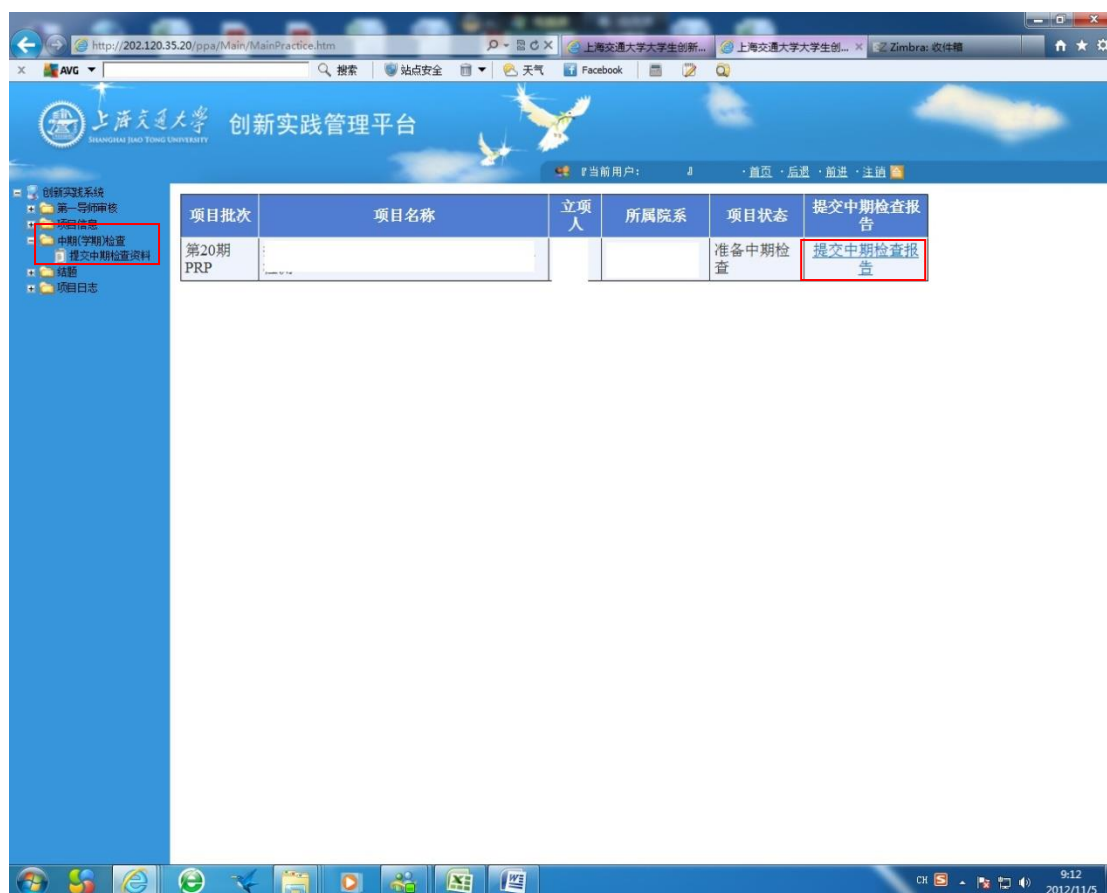 http://202.120.35.20/ppa/Main/MainPractice.htm
上海交通大学大学生创新...
上海交通大学大学生创...
Zimbra: 收件箱
AVG
搜索
站点安全
天气
Facebook
上海交通大学
SHANGHAI JIAO TONG UNIVERSITY
创新实践管理平台
『当前用户: 』
·首页 ·后退 ·前进 ·注销
创新实践系统
第一导师审核
项目信息
中期(学期)检查
提交中期检查资料
结题
项目日志
项目批次 项目名称 立项人 所属院系 项目状态 提交中期检查报告
第20期PRP 准备中期检查 提交中期检查报告
CH
9:12
2012/11/5